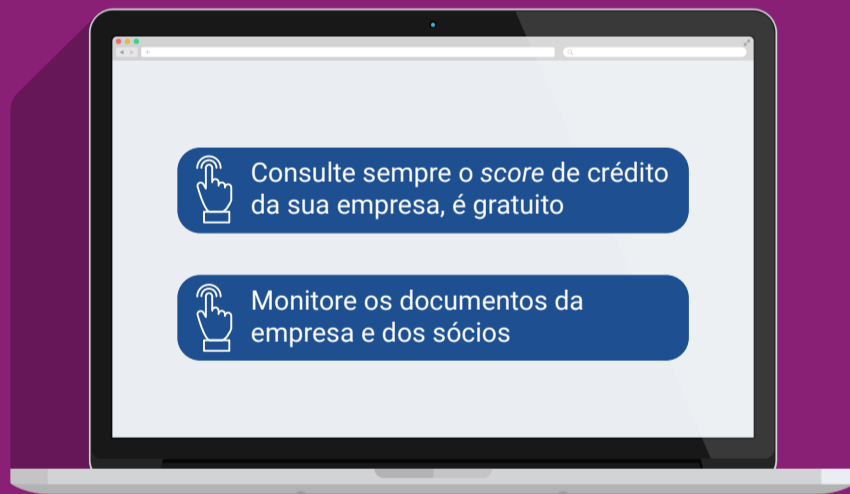 Consulte sempre o score de crédito
da sua empresa, é gratuito
Monitore os documentos da
empresa e dos sócios